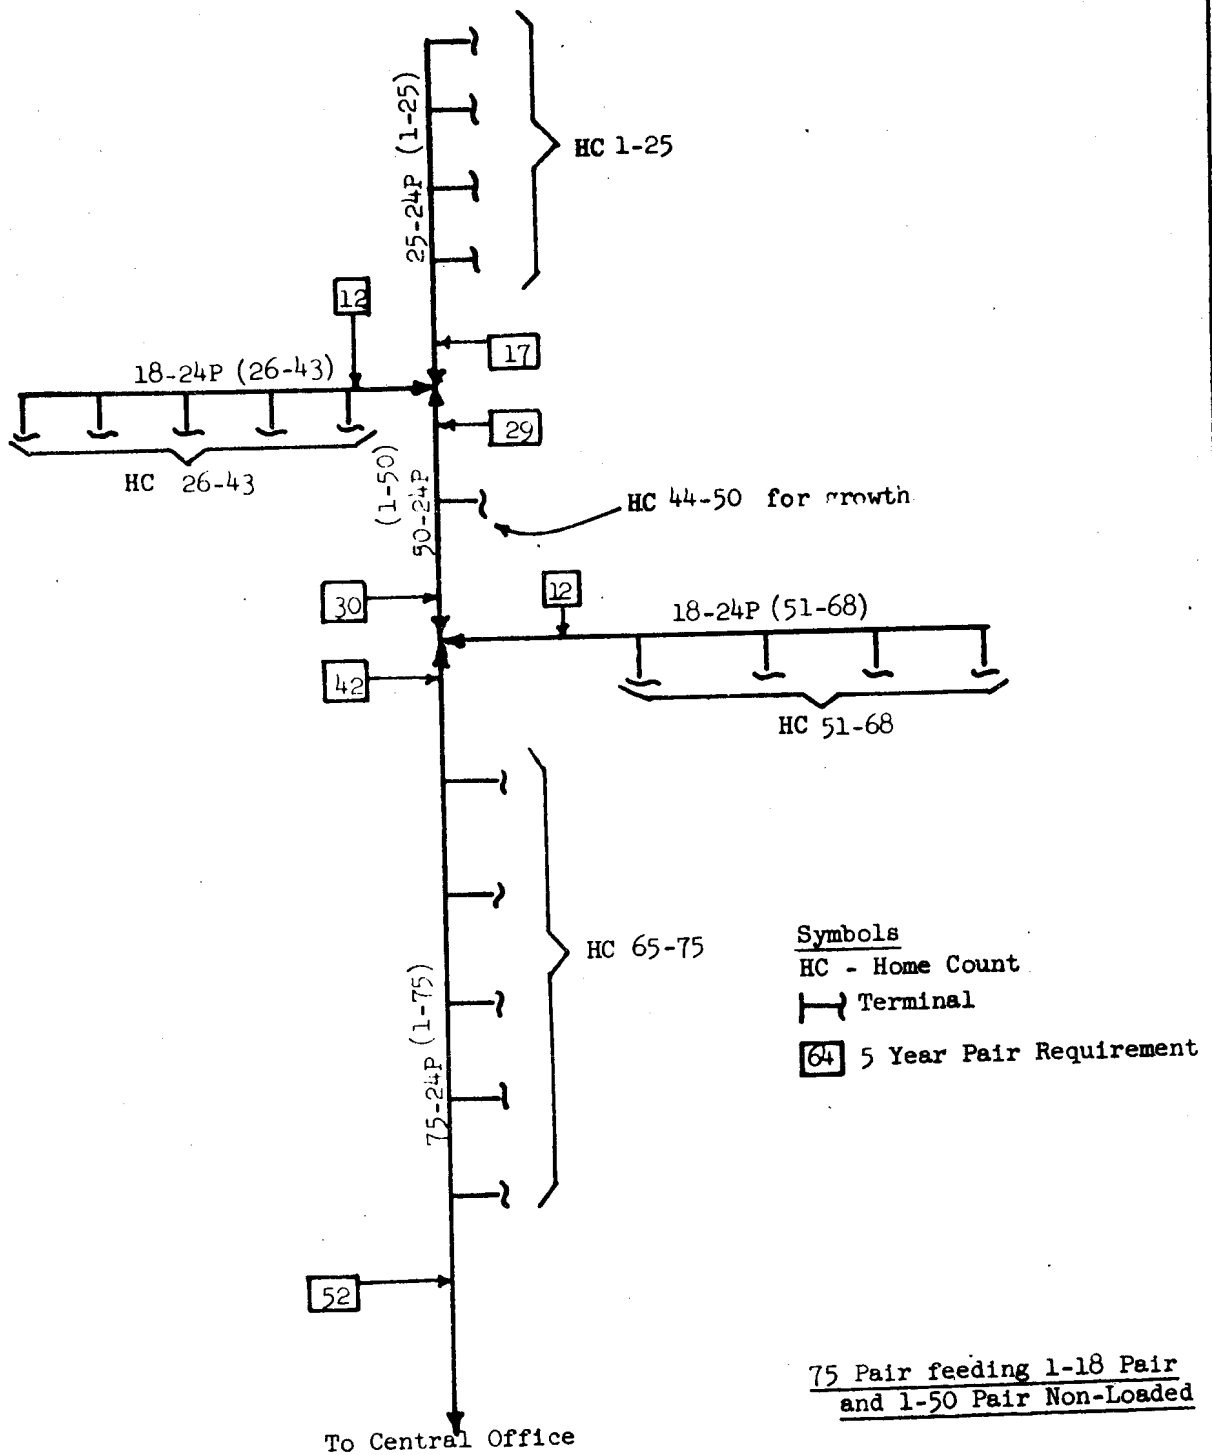 25-24P (1-25)
HC 1-25
12
17
18-24P (26-43)
29
HC 26-43
50-24P
(1-50)
HC 44-50 for growth
12
30
18-24P (51-68)
42
HC 51-68
75-24P (1-75)
HC 65-75
Symbols
HC - Home Count
Terminal
64 5 Year Pair Requirement
52
75 Pair feeding 1-18 Pair
and 1-50 Pair Non-Loaded
To Central Office